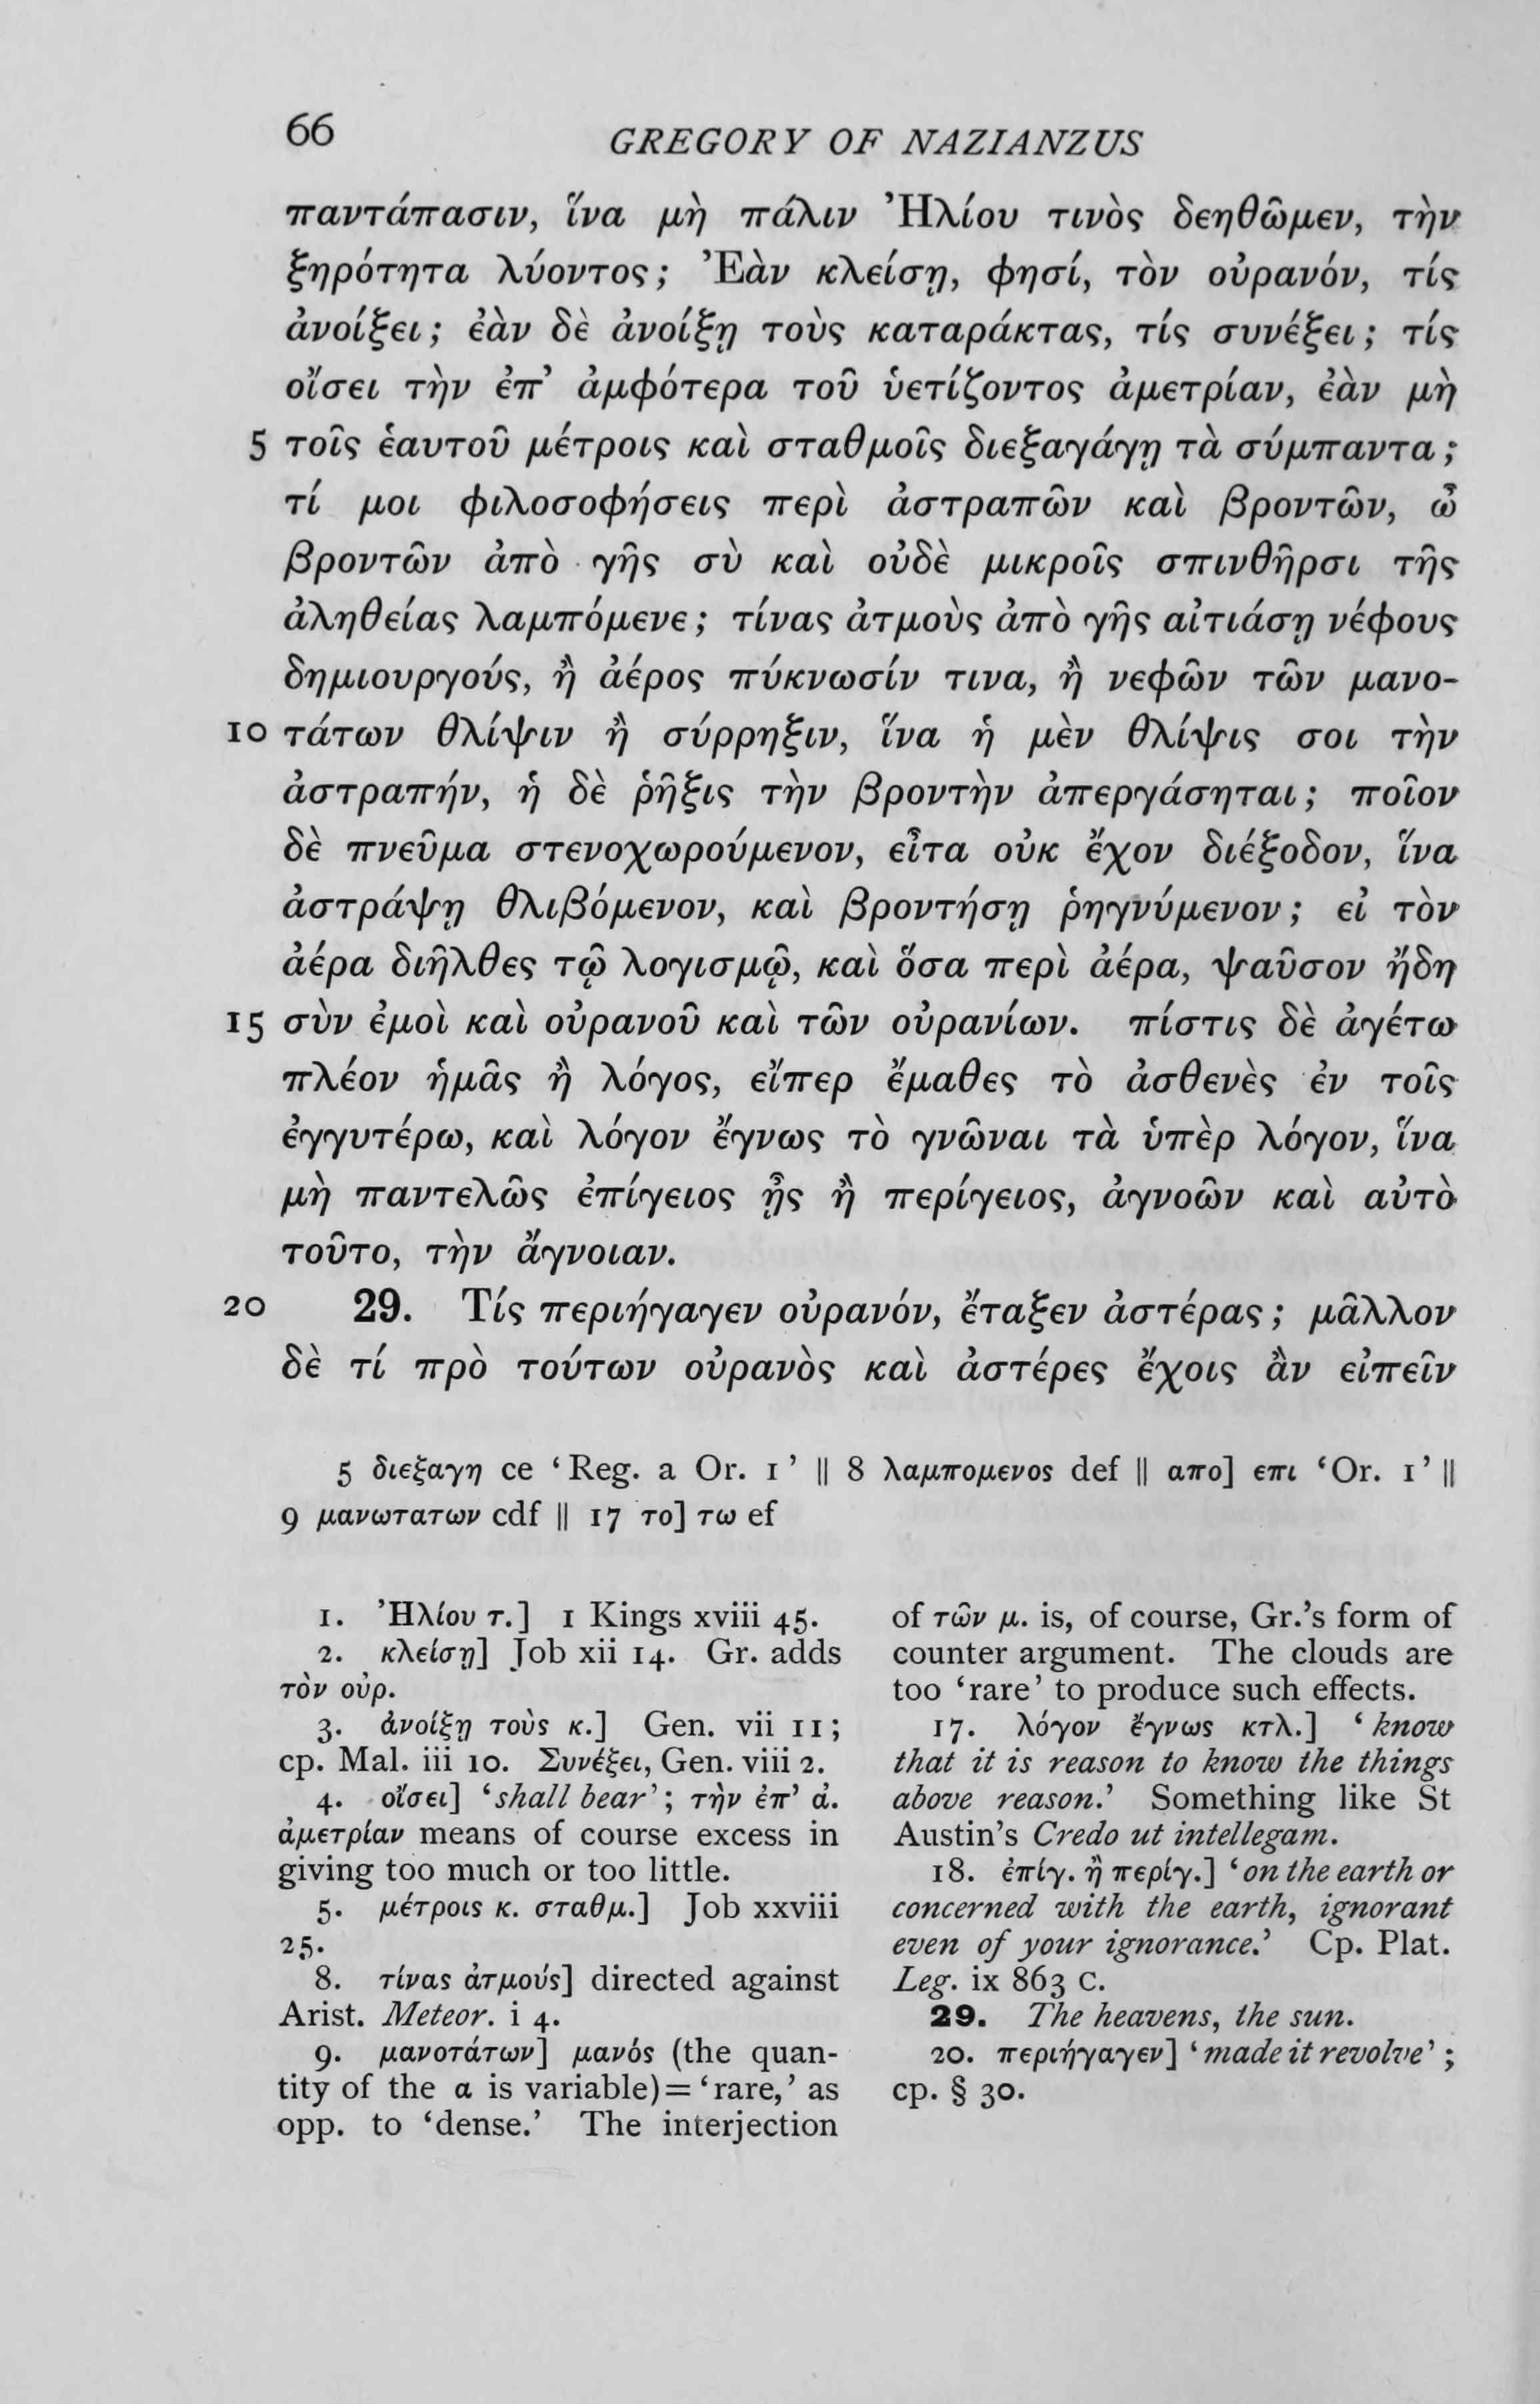 66 GREGORY OF NAZIANZUS
παντάπασιν, ἵνα μὴ πάλιν Ἠλίου τινὸς δεηθῶμεν, τὴν
ξηρότητα λύοντος; Ἐὰν κλείσῃ, φησί, τὸν οὐρανόν, τίς
ἀνοίξει; ἐὰν δὲ ἀνοίξῃ τοὺς καταράκτας, τίς συνέξει; τίς
οἴσει τὴν ἐπ’ ἀμφότερα τοῦ ὑετίζοντος ἀμετρίαν, ἐὰν μὴ
5 τοῖς ἑαυτοῦ μέτροις καὶ σταθμοῖς διεξαγάγῃ τὰ σύμπαντα;
τί μοι φιλοσοφήσεις περὶ ἀστραπῶν καὶ βροντῶν, ὦ
βροντῶν ἀπὸ γῆς σὺ καὶ οὐδὲ μικροῖς σπινθῆρσι τῆς
ἀληθείας λαμπόμενε; τίνας ἀτμοὺς ἀπὸ γῆς αἰτιάσῃ νέφους
δημιουργούς, ἢ ἀέρος πύκνωσίν τινα, ἢ νεφῶν τῶν μανο-
10 τάτων θλίψιν ἢ σύρρηξιν, ἵνα ἡ μὲν θλίψις σοι τὴν
ἀστραπήν, ἡ δὲ ῥῆξις τὴν βροντὴν ἀπεργάσηται; ποῖον
δὲ πνεῦμα στενοχωρούμενον, εἶτα οὐκ ἔχον διέξοδον, ἵνα
ἀστράψῃ θλιβόμενον, καὶ βροντήσῃ ῥηγνύμενον; εἰ τὸν
ἀέρα διῆλθες τῷ λογισμῷ, καὶ ὅσα περὶ ἀέρα, ψαῦσον ἤδη
15 σὺν ἐμοὶ καὶ οὐρανοῦ καὶ τῶν οὐρανίων. πίστις δὲ ἀγέτω
πλέον ἡμᾶς ἢ λόγος, εἴπερ ἔμαθες τὸ ἀσθενὲς ἐν τοῖς
ἐγγυτέρω, καὶ λόγον ἔγνως τὸ γνῶναι τὰ ὑπὲρ λόγον, ἵνα
μὴ παντελῶς ἐπίγειος ᾖς ἢ περίγειος, ἀγνοῶν καὶ αὐτὸ
τοῦτο, τὴν ἄγνοιαν.
20 29. Τίς περιήγαγεν οὐρανόν, ἔταξεν ἀστέρας; μᾶλλον
δὲ τί πρὸ τούτων οὐρανὸς καὶ ἀστέρες ἔχοις ἂν εἰπεῖν
5 διεξαγη ce ‘Reg. a Or. 1’ || 8 λαμπομενος def || απο] επι ‘Or. 1’ ||
9 μανωτατων cdf || 17 το] τω ef
1. Ἠλίου τ.] 1 Kings xviii 45.
2. κλείσῃ] Job xii 14. Gr. adds
τὸν οὐρ.
3. ἀνοίξῃ τοὺς κ.] Gen. vii 11;
cp. Mal. iii 10. Συνέξει, Gen. viii 2.
4. οἴσει] ‘shall bear’; τὴν ἐπ’ ἀ.
ἀμετρίαν means of course excess in
giving too much or too little.
5. μέτροις κ. σταθμ.] Job xxviii
25.
8. τίνας ἀτμούς] directed against
Arist. Meteor. i 4.
9. μανοτάτων] μανός (the quan-
tity of the α is variable)=‘rare,’ as
opp. to ‘dense.’ The interjection
of τῶν μ. is, of course, Gr.’s form of
counter argument. The clouds are
too ‘rare’ to produce such effects.
17. λόγον ἔγνως κτλ.] ‘know
that it is reason to know the things
above reason.’ Something like St
Austin’s Credo ut intellegam.
18. ἐπίγ. ἢ περίγ.] ‘on the earth or
concerned with the earth, ignorant
even of your ignorance.’ Cp. Plat.
Leg. ix 863 C.
29. The heavens, the sun.
20. περιήγαγεν] ‘made it revolve’;
cp. § 30.